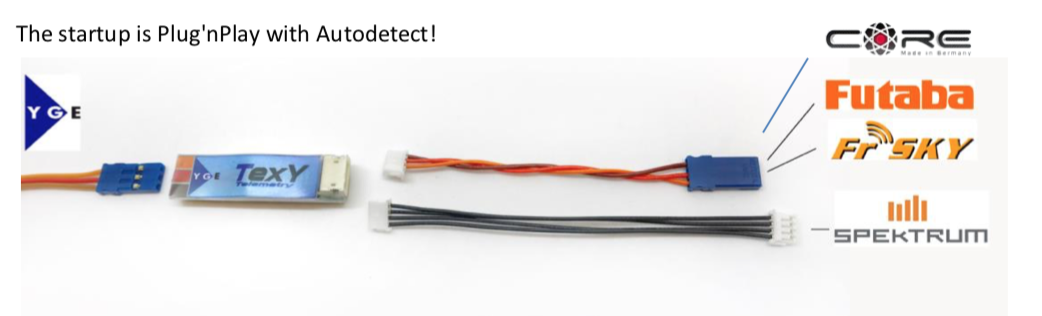 The startup is Plug'nPlay with Autodetect!
CORE
Made in Germany
YGE
Futaba
FrSKY
YGE TexY
Telemetry
SPEKTRUM